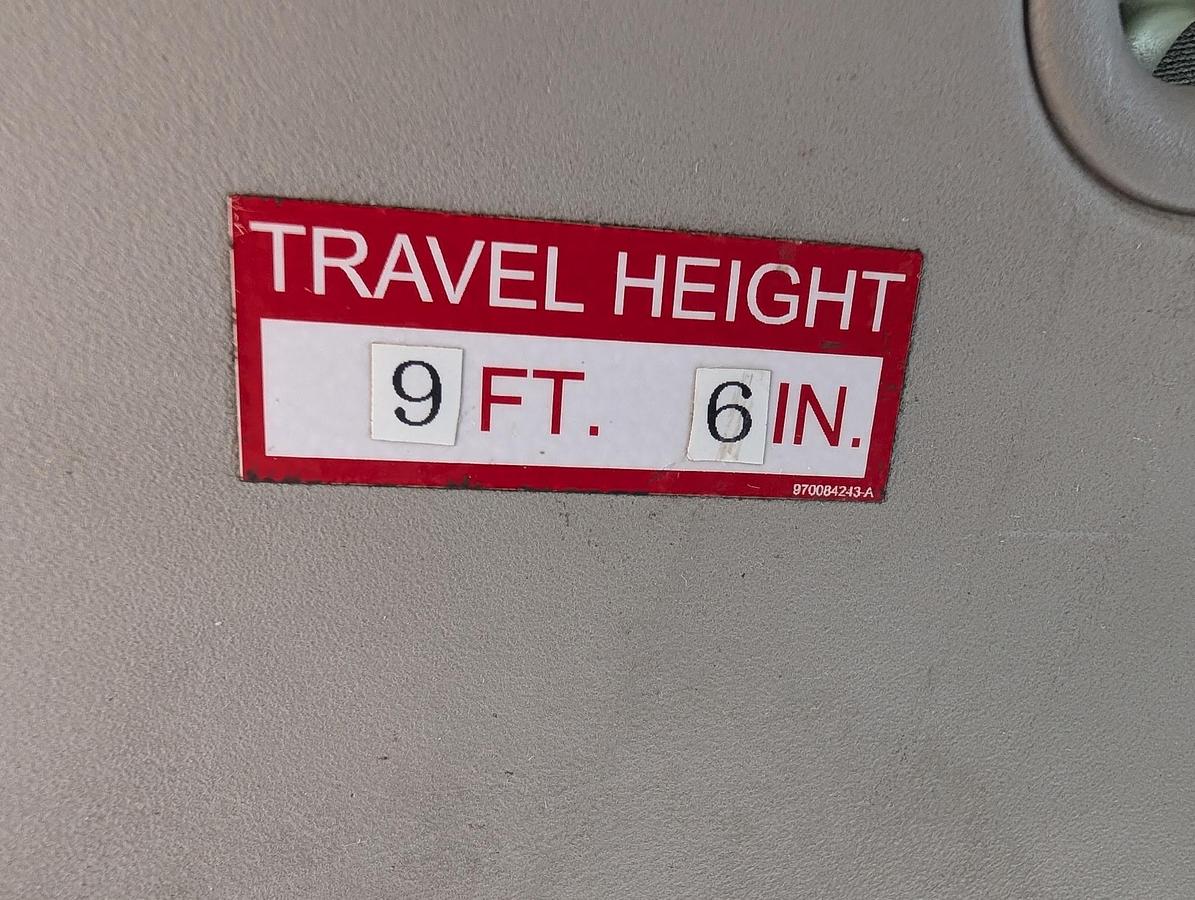 TRAVEL HEIGHT
9 FT. 6 IN.
970084243-A